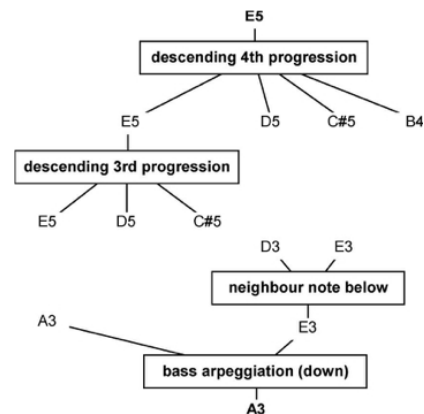 E5
descending 4th progression
E5 D5 C#5 B4
descending 3rd progression
E5 D5 C#5
D3 E3
neighbour note below
A3
E3
bass arpeggiation (down)
A3